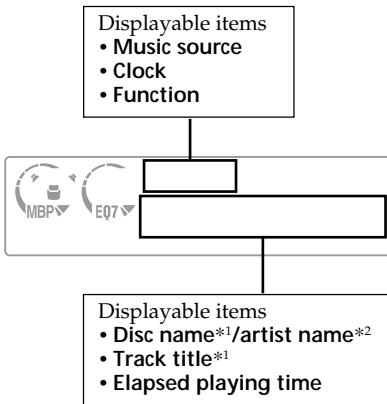 Displayable items
• Music source
• Clock
• Function
MBP EQ7
Displayable items
• Disc name*1/artist name*2
• Track title*1
• Elapsed playing time